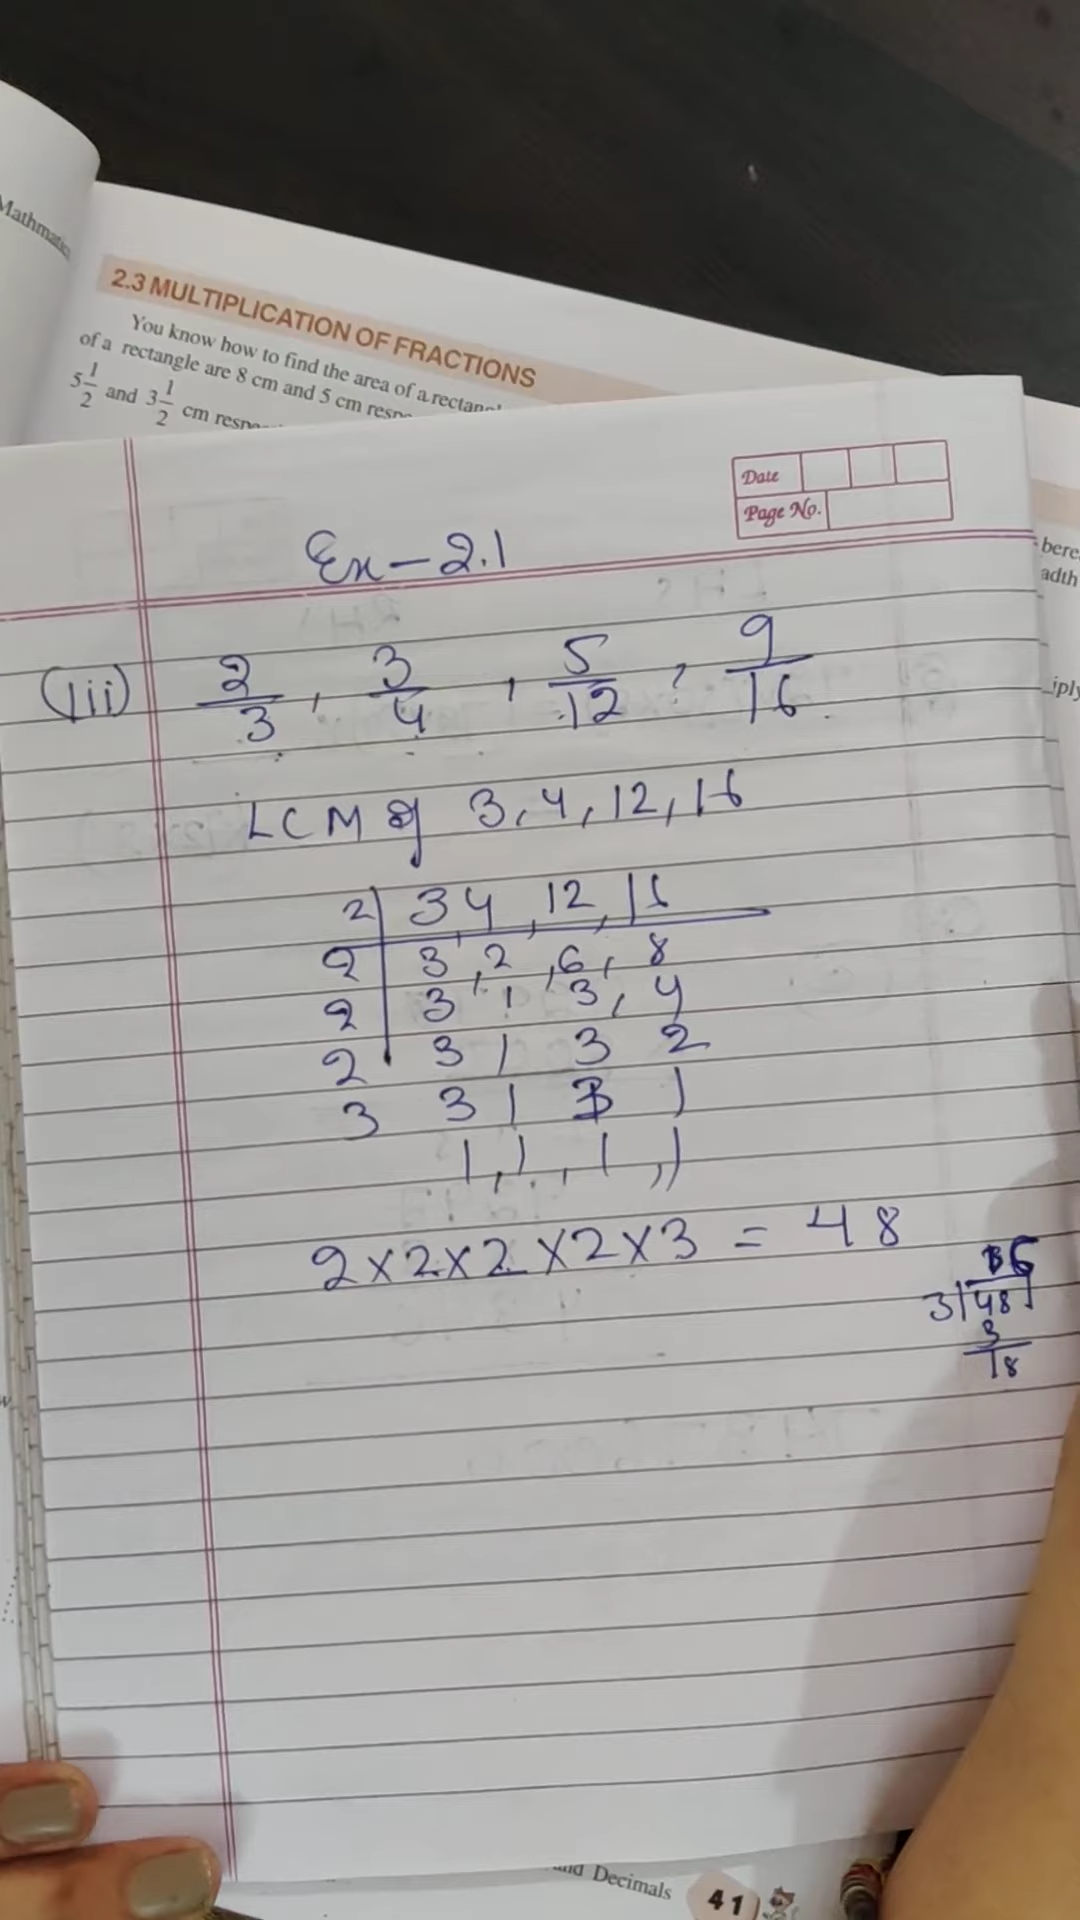 Mathmatics
2.3 MULTIPLICATION OF FRACTIONS
You know how to find the area of a rectangl
of a rectangle are 8 cm and 5 cm resp
5 1/2 and 3 1/2 cm respe
Date
Page No.
bere
adth
iply
Ex - 2.1
(iii) 2/3 , 3/4 , 5/12 , 9/16
LCM of 3, 4, 12, 16
2 | 3, 4, 12, 16
2 | 3, 2, 6, 8
2 | 3, 1, 3, 4
2 3 1 3 2
3 3 1 3 1
1, 1, 1, 1
2×2×2×2×3 = 48
16
3) 48
3
18
and Decimals
41